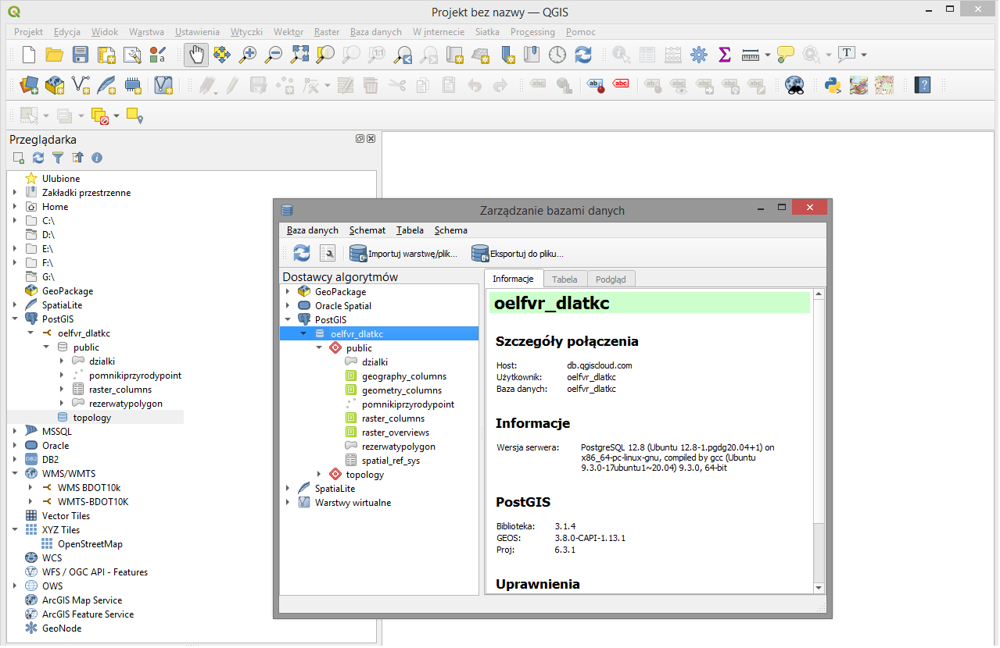 Projekt bez nazwy — QGIS
Projekt Edycja Widok Warstwa Ustawienia Wtyczki Wektor Raster Baza danych W internecie Siatka Processing Pomoc
Przeglądarka
Ulubione
Zakładki przestrzenne
Home
C:\
D:\
E:\
F:\
G:\
GeoPackage
SpatiaLite
PostGIS
oelfvr_dlatkc
public
dzialki
pomnikiprzyrodypoint
raster_columns
rezerwatypolygon
topology
MSSQL
Oracle
DB2
WMS/WMTS
WMS BDOT10k
WMTS-BDOT10K
Vector Tiles
XYZ Tiles
OpenStreetMap
WCS
WFS / OGC API - Features
OWS
ArcGIS Map Service
ArcGIS Feature Service
GeoNode
Zarządzanie bazami danych
Baza danych Schemat Tabela Schema
Importuj warstwę/plik... Eksportuj do pliku...
Dostawcy algorytmów
GeoPackage
Oracle Spatial
PostGIS
oelfvr_dlatkc
public
dzialki
geography_columns
geometry_columns
pomnikiprzyrodypoint
raster_columns
raster_overviews
rezerwatypolygon
spatial_ref_sys
topology
SpatiaLite
Warstwy wirtualne
Informacje Tabela Podgląd
oelfvr_dlatkc
Szczegóły połączenia
Host: db.qgiscloud.com
Użytkownik: oelfvr_dlatkc
Baza danych: oelfvr_dlatkc
Informacje
Wersja serwera: PostgreSQL 12.8 (Ubuntu 12.8-1.pgdg20.04+1) on
x86_64-pc-linux-gnu, compiled by gcc (Ubuntu
9.3.0-17ubuntu1~20.04) 9.3.0, 64-bit
PostGIS
Biblioteka: 3.1.4
GEOS: 3.8.0-CAPI-1.13.1
Proj: 6.3.1
Uprawnienia